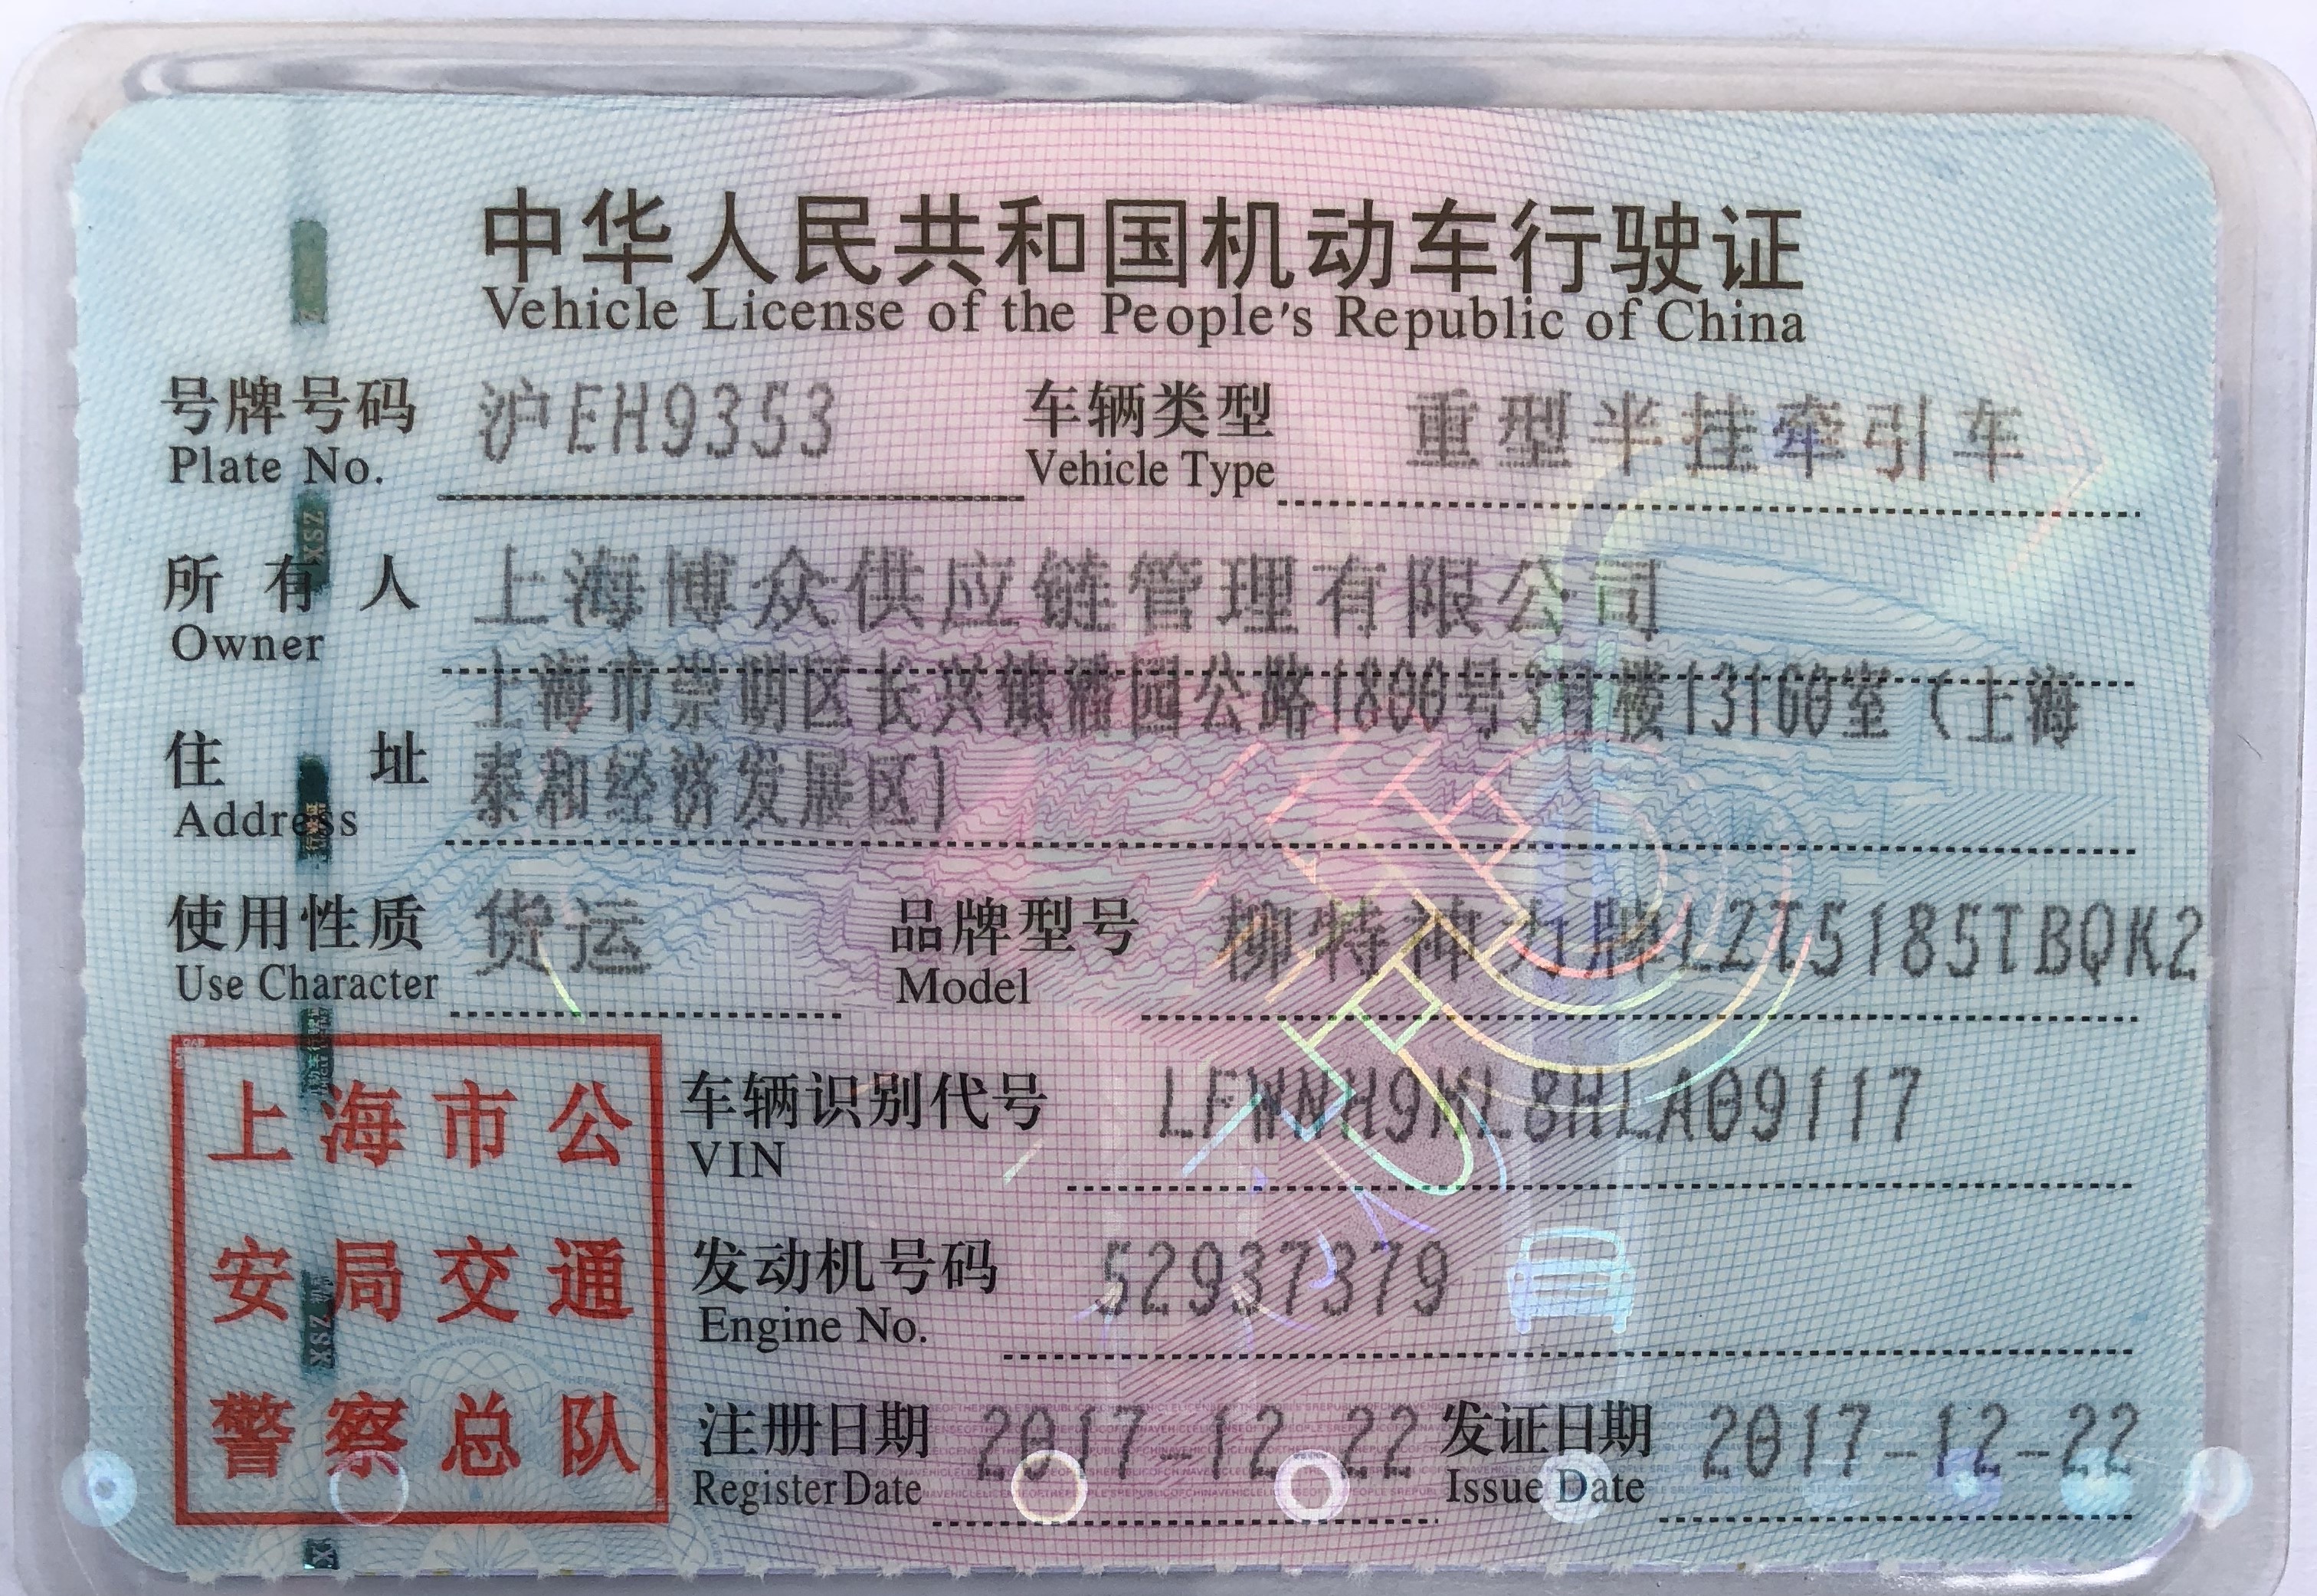 中华人民共和国机动车行驶证
Vehicle License of the People's Republic of China
号牌号码 沪EH9353 车辆类型 重型半挂牵引车
Plate No. Vehicle Type
所有人 上海博众供应链管理有限公司
Owner
上海市崇明区长兴镇潘园公路1800号3号楼13160室（上海
住址 泰和经济发展区)
Address
使用性质 货运 品牌型号 柳特神力牌LZT5185TBQK2
Use Character Model
上海市公
安局交通
警察总队
车辆识别代号 LFWNH9KL8HLA09117
VIN
发动机号码 52937379
Engine No.
注册日期 2017-12-22 发证日期 2017-12-22
Register Date Issue Date